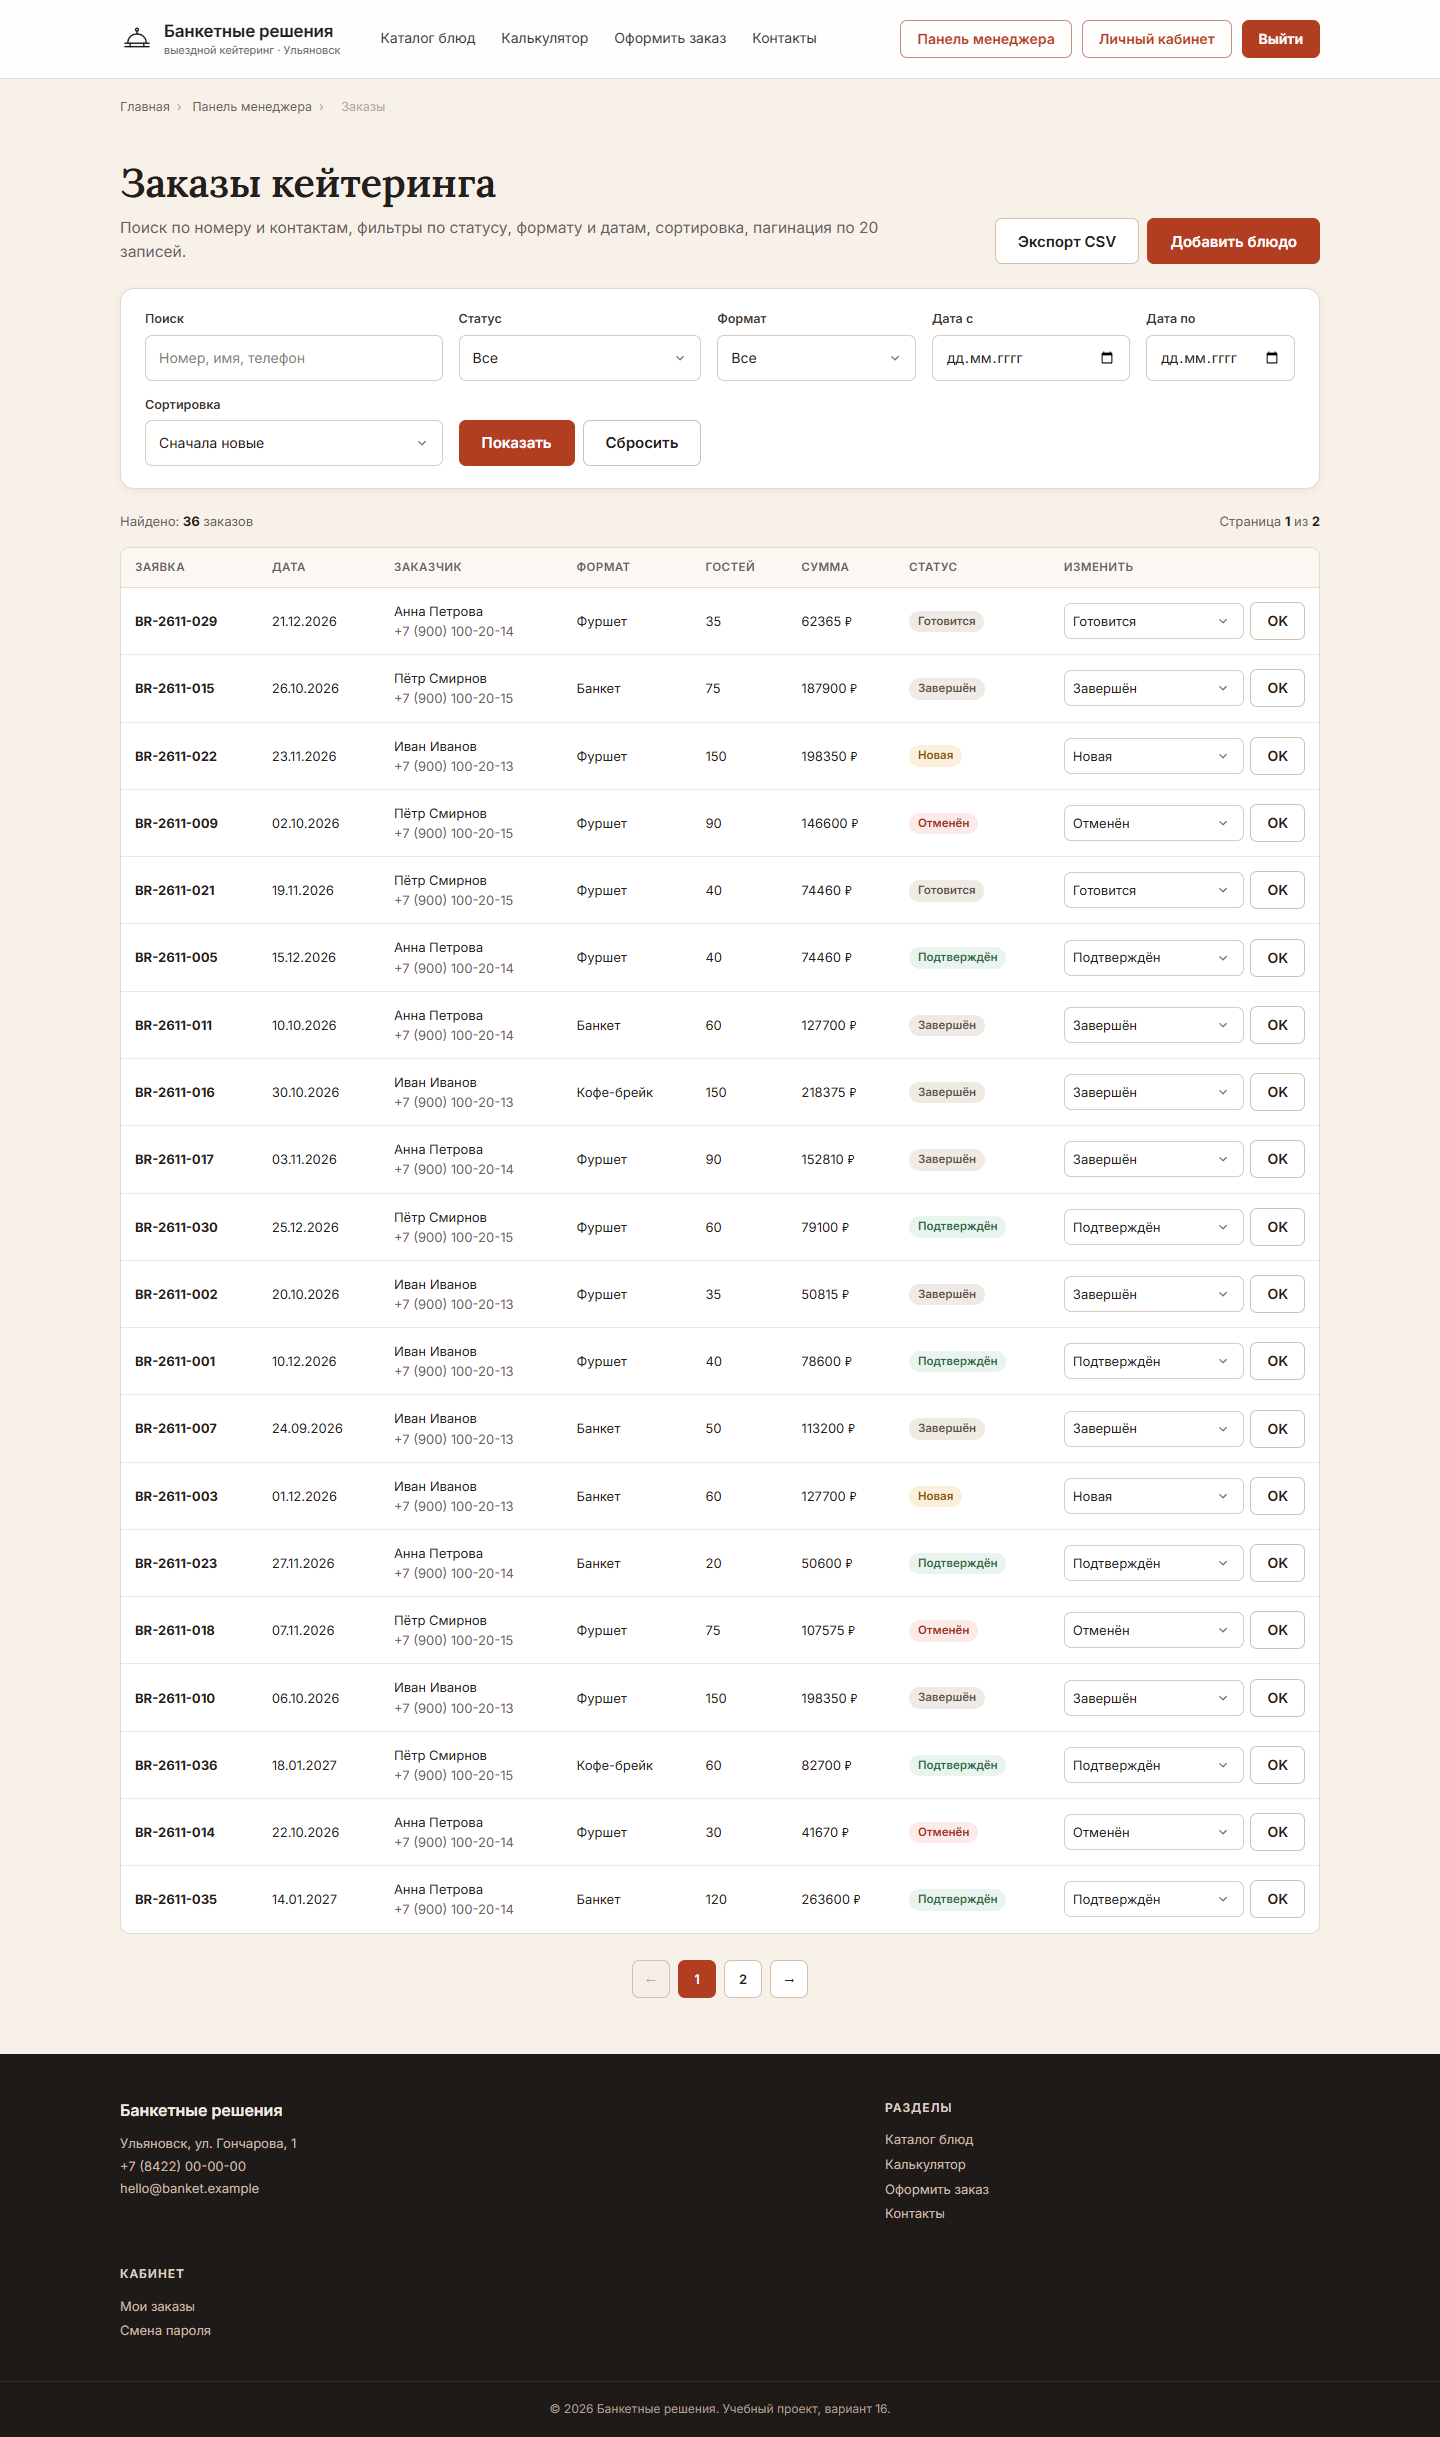 Банкетные решения
выездной кейтеринг · Ульяновск
Каталог блюд Калькулятор Оформить заказ Контакты
Панель менеджера Личный кабинет Выйти
Главная › Панель менеджера › Заказы
Заказы кейтеринга
Поиск по номеру и контактам, фильтры по статусу, формату и датам, сортировка, пагинация по 20
записей.
Экспорт CSV Добавить блюдо
Поиск Статус Формат Дата с Дата по
Номер, имя, телефон Все Все дд.мм.гггг дд.мм.гггг
Сортировка
Сначала новые Показать Сбросить
Найдено: 36 заказов Страница 1 из 2
ЗАЯВКА ДАТА ЗАКАЗЧИК ФОРМАТ ГОСТЕЙ СУММА СТАТУС ИЗМЕНИТЬ
BR-2611-029 21.12.2026 Анна Петрова Фуршет 35 62365 ₽ Готовится Готовится OK
+7 (900) 100-20-14
BR-2611-015 26.10.2026 Пётр Смирнов Банкет 75 187900 ₽ Завершён Завершён OK
+7 (900) 100-20-15
BR-2611-022 23.11.2026 Иван Иванов Фуршет 150 198350 ₽ Новая Новая OK
+7 (900) 100-20-13
BR-2611-009 02.10.2026 Пётр Смирнов Фуршет 90 146600 ₽ Отменён Отменён OK
+7 (900) 100-20-15
BR-2611-021 19.11.2026 Пётр Смирнов Фуршет 40 74460 ₽ Готовится Готовится OK
+7 (900) 100-20-15
BR-2611-005 15.12.2026 Анна Петрова Фуршет 40 74460 ₽ Подтверждён Подтверждён OK
+7 (900) 100-20-14
BR-2611-011 10.10.2026 Анна Петрова Банкет 60 127700 ₽ Завершён Завершён OK
+7 (900) 100-20-14
BR-2611-016 30.10.2026 Иван Иванов Кофе-брейк 150 218375 ₽ Завершён Завершён OK
+7 (900) 100-20-13
BR-2611-017 03.11.2026 Анна Петрова Фуршет 90 152810 ₽ Завершён Завершён OK
+7 (900) 100-20-14
BR-2611-030 25.12.2026 Пётр Смирнов Фуршет 60 79100 ₽ Подтверждён Подтверждён OK
+7 (900) 100-20-15
BR-2611-002 20.10.2026 Иван Иванов Фуршет 35 50815 ₽ Завершён Завершён OK
+7 (900) 100-20-13
BR-2611-001 10.12.2026 Иван Иванов Фуршет 40 78600 ₽ Подтверждён Подтверждён OK
+7 (900) 100-20-13
BR-2611-007 24.09.2026 Иван Иванов Банкет 50 113200 ₽ Завершён Завершён OK
+7 (900) 100-20-13
BR-2611-003 01.12.2026 Иван Иванов Банкет 60 127700 ₽ Новая Новая OK
+7 (900) 100-20-13
BR-2611-023 27.11.2026 Анна Петрова Банкет 20 50600 ₽ Подтверждён Подтверждён OK
+7 (900) 100-20-14
BR-2611-018 07.11.2026 Пётр Смирнов Фуршет 75 107575 ₽ Отменён Отменён OK
+7 (900) 100-20-15
BR-2611-010 06.10.2026 Иван Иванов Фуршет 150 198350 ₽ Завершён Завершён OK
+7 (900) 100-20-13
BR-2611-036 18.01.2027 Пётр Смирнов Кофе-брейк 60 82700 ₽ Подтверждён Подтверждён OK
+7 (900) 100-20-15
BR-2611-014 22.10.2026 Анна Петрова Фуршет 30 41670 ₽ Отменён Отменён OK
+7 (900) 100-20-14
BR-2611-035 14.01.2027 Анна Петрова Банкет 120 263600 ₽ Подтверждён Подтверждён OK
+7 (900) 100-20-14
← 1 2 →
Банкетные решения
Ульяновск, ул. Гончарова, 1
+7 (8422) 00-00-00
hello@banket.example
РАЗДЕЛЫ
Каталог блюд
Калькулятор
Оформить заказ
Контакты
КАБИНЕТ
Мои заказы
Смена пароля
© 2026 Банкетные решения. Учебный проект, вариант 16.